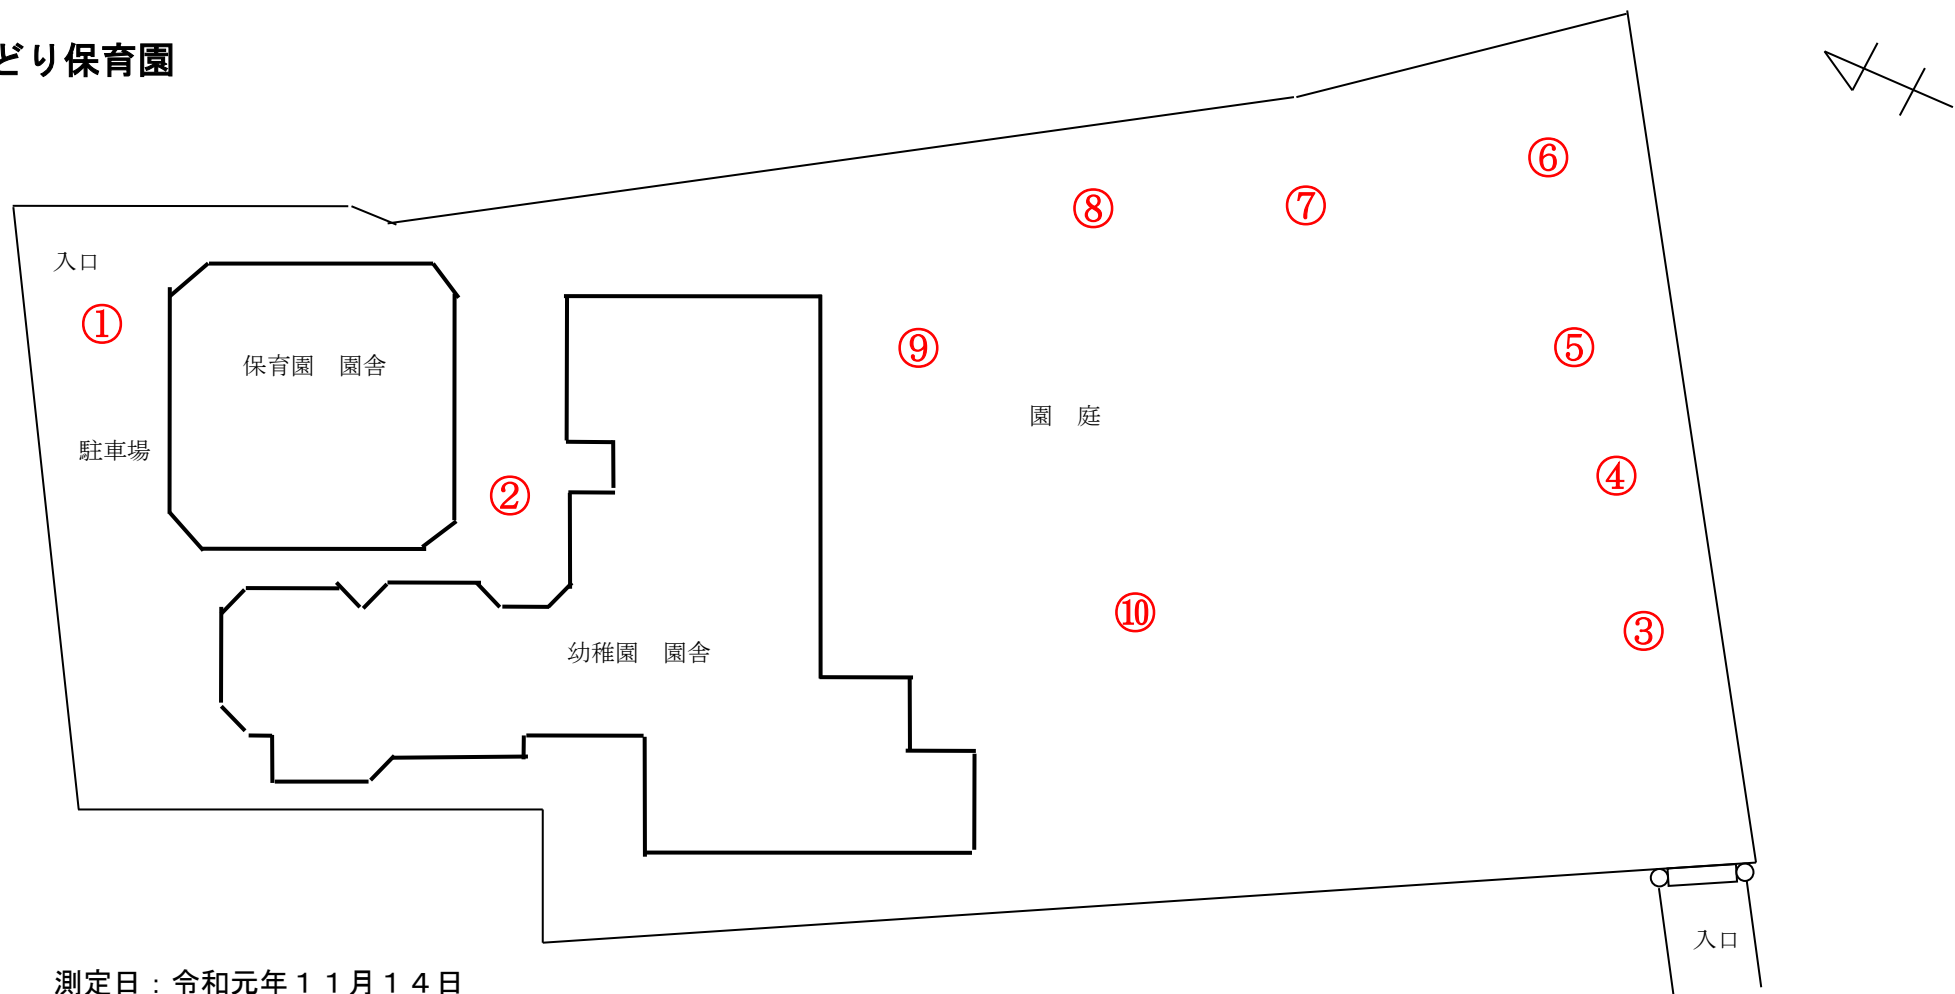 どり保育園
⑥
⑧ ⑦
入口
①
⑨ ⑤
保育園 園舎
園 庭
駐車場
② ④
⑩ ③
幼稚園 園舎
入口
測定日：令和元年１１月１４日